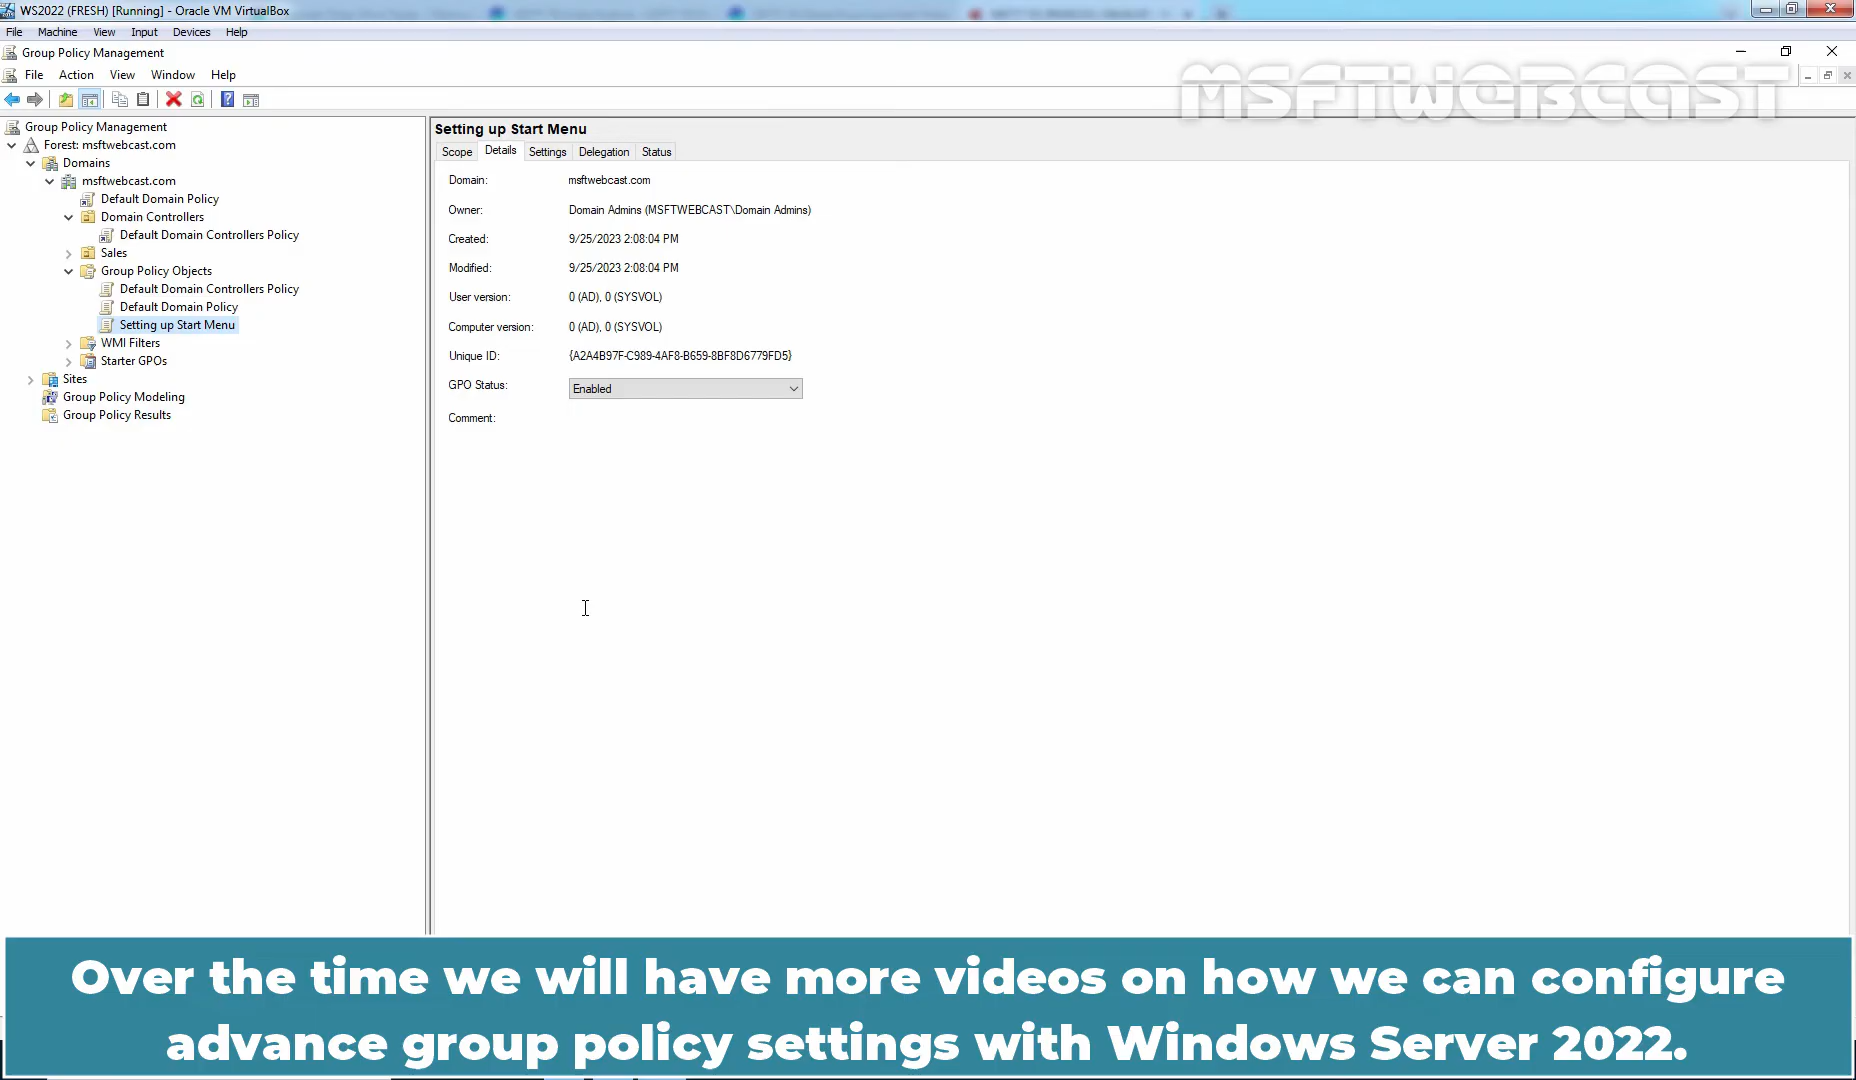 WS2022 (FRESH) [Running] - Oracle VM VirtualBox
File Machine View Input Devices Help
Group Policy Management
File Action View Window Help
MSFTWEBCAST
Group Policy Management
Forest: msftwebcast.com
Domains
msftwebcast.com
Default Domain Policy
Domain Controllers
Default Domain Controllers Policy
Sales
Group Policy Objects
Default Domain Controllers Policy
Default Domain Policy
Setting up Start Menu
WMI Filters
Starter GPOs
Sites
Group Policy Modeling
Group Policy Results
Setting up Start Menu
Scope Details Settings Delegation Status
Domain: msftwebcast.com
Owner: Domain Admins (MSFTWEBCAST\Domain Admins)
Created: 9/25/2023 2:08:04 PM
Modified: 9/25/2023 2:08:04 PM
User version: 0 (AD), 0 (SYSVOL)
Computer version: 0 (AD), 0 (SYSVOL)
Unique ID: {A2A4B97F-C989-4AF8-B659-8BF8D6779FD5}
GPO Status: Enabled
Comment:
Over the time we will have more videos on how we can configure
advance group policy settings with Windows Server 2022.